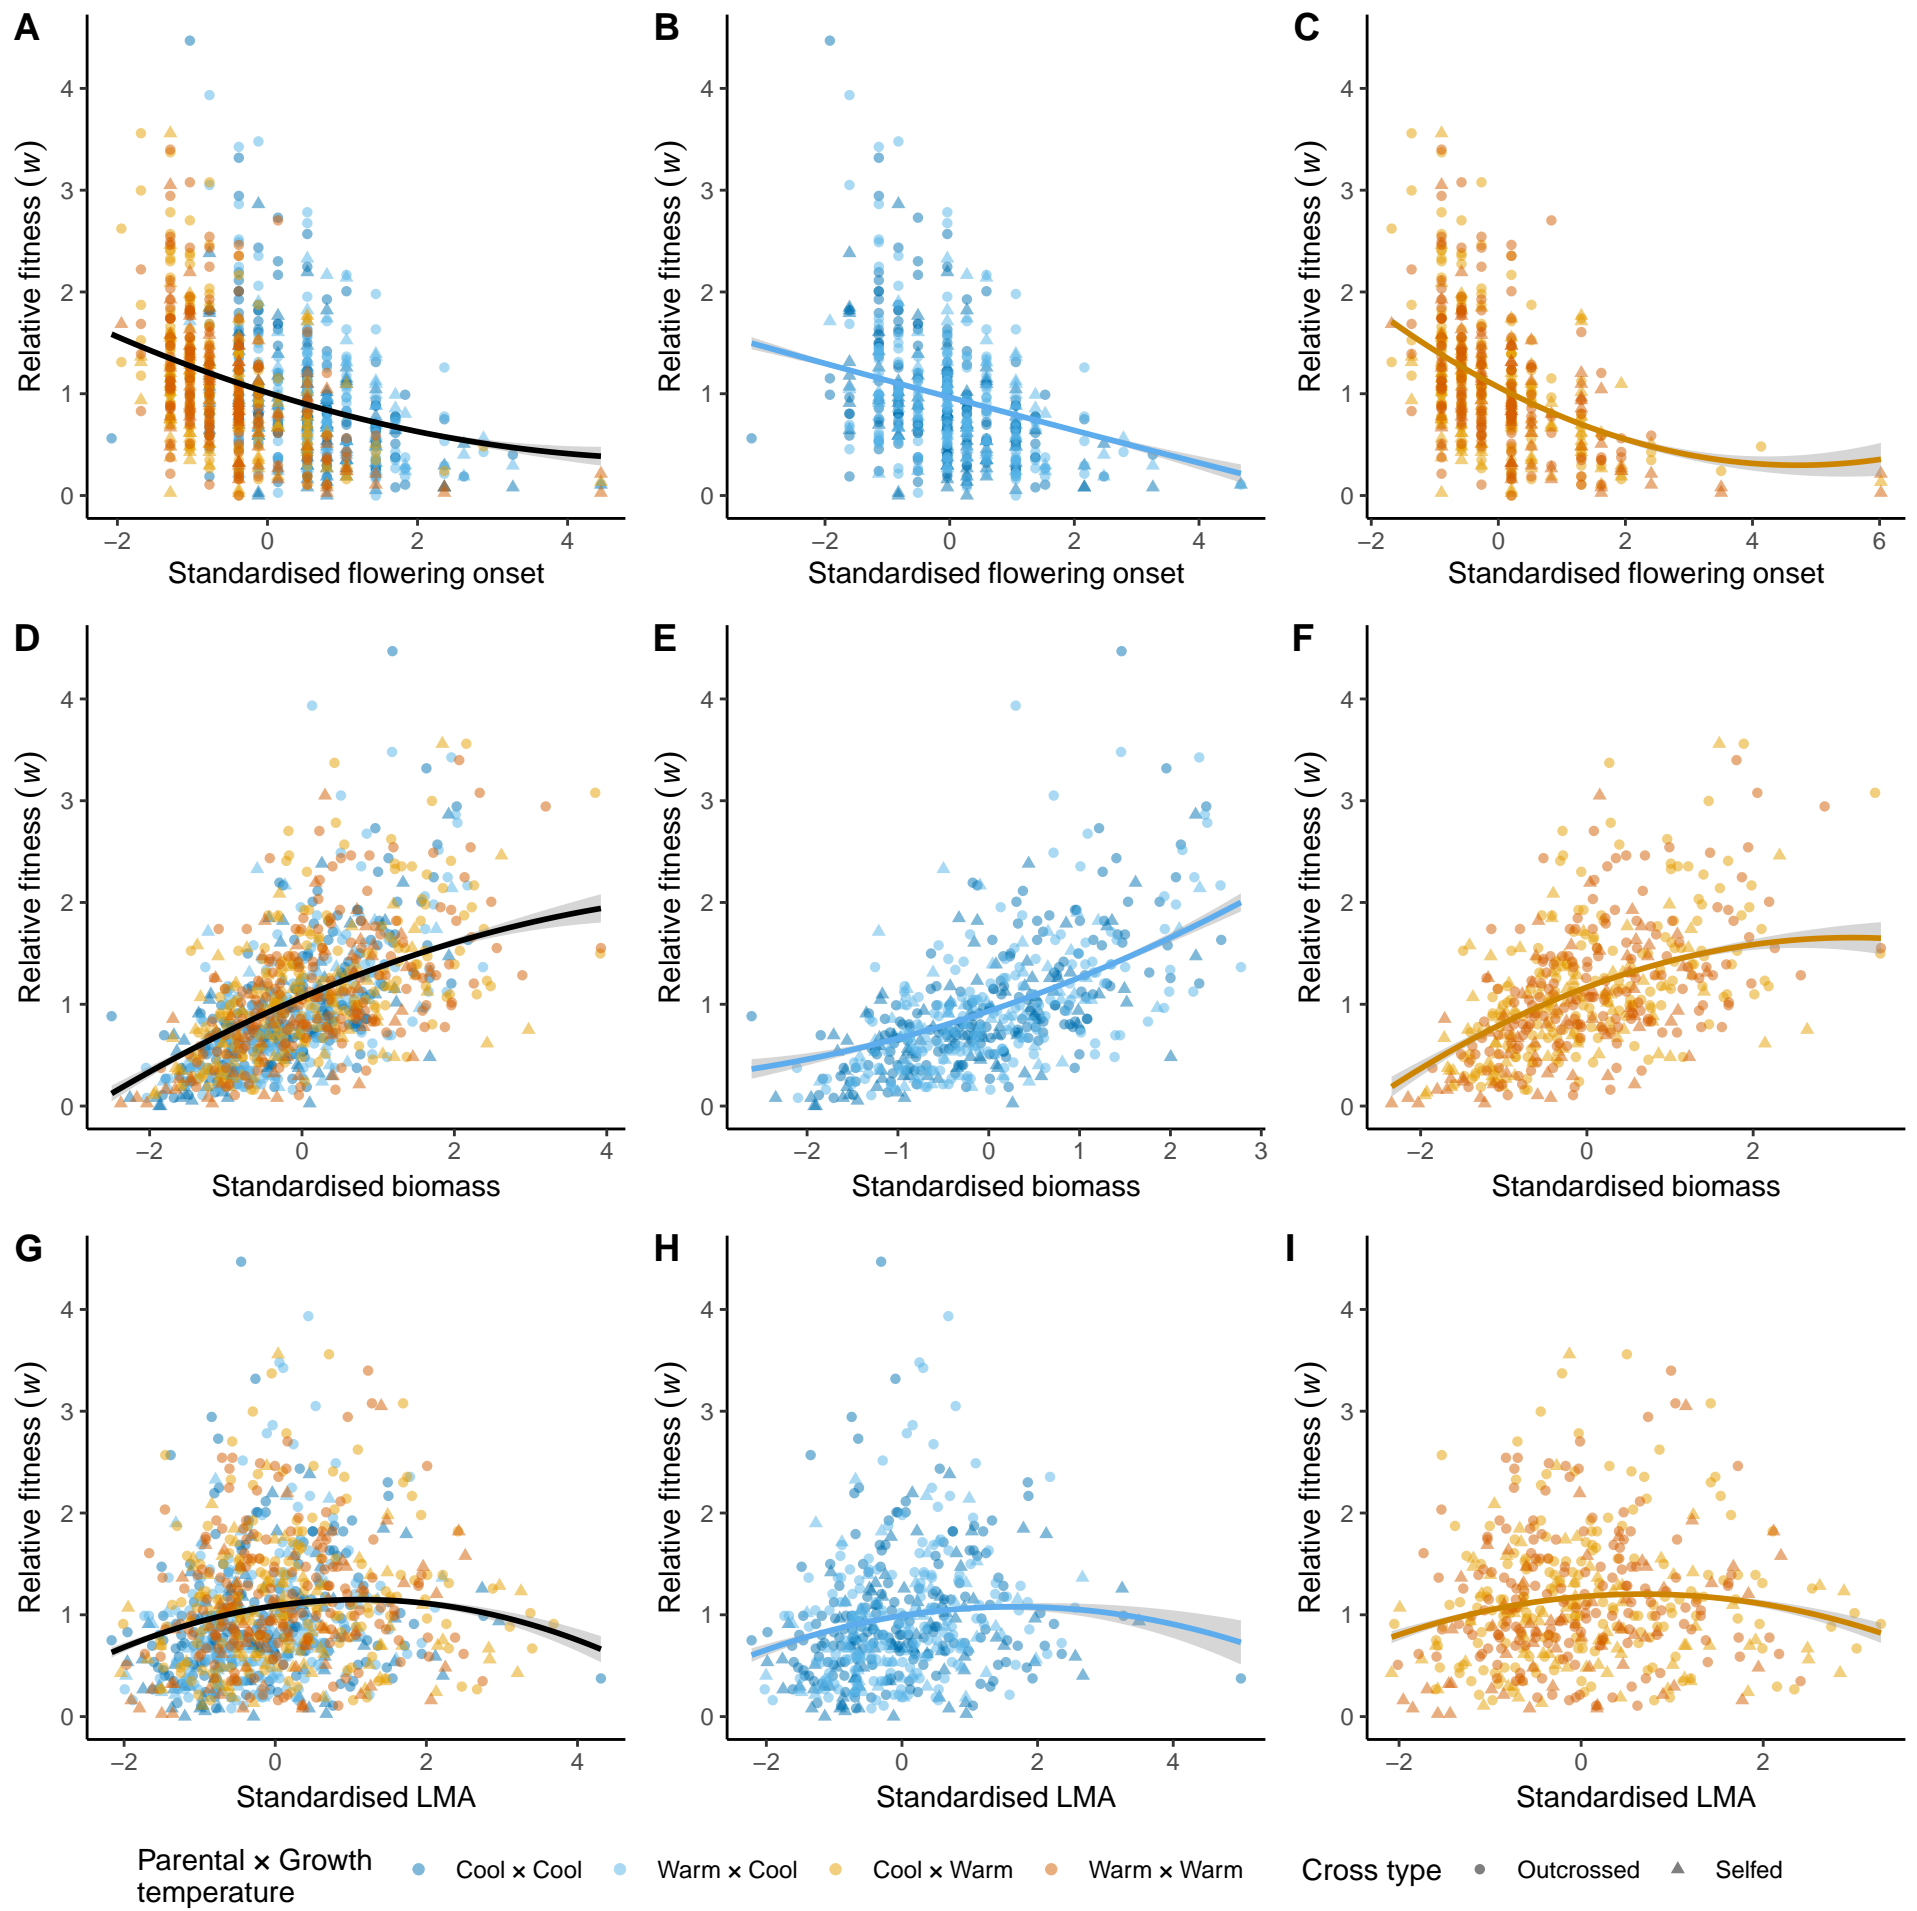 A
B
C
Relative fitness (w)
4
3
2
1
0
−2
0
2
4
Standardised flowering onset
Relative fitness (w)
4
3
2
1
0
−2
0
2
4
Standardised flowering onset
Relative fitness (w)
4
3
2
1
0
−2
0
2
4
6
Standardised flowering onset
D
E
F
Relative fitness (w)
4
3
2
1
0
−2
0
2
4
Standardised biomass
Relative fitness (w)
4
3
2
1
0
−2
−1
0
1
2
3
Standardised biomass
Relative fitness (w)
4
3
2
1
0
−2
0
2
Standardised biomass
G
H
I
Relative fitness (w)
4
3
2
1
0
−2
0
2
4
Standardised LMA
Relative fitness (w)
4
3
2
1
0
−2
0
2
4
Standardised LMA
Relative fitness (w)
4
3
2
1
0
−2
0
2
Standardised LMA
Parental × Growth
temperature
Cool × Cool
Warm × Cool
Cool × Warm
Warm × Warm
Cross type
Outcrossed
Selfed